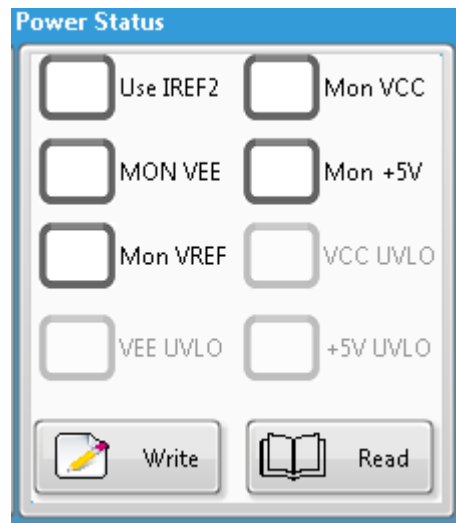 Power Status
Use IREF2 Mon VCC
MON VEE Mon +5V
Mon VREF VCC UVLO
VEE UVLO +5V UVLO
Write Read